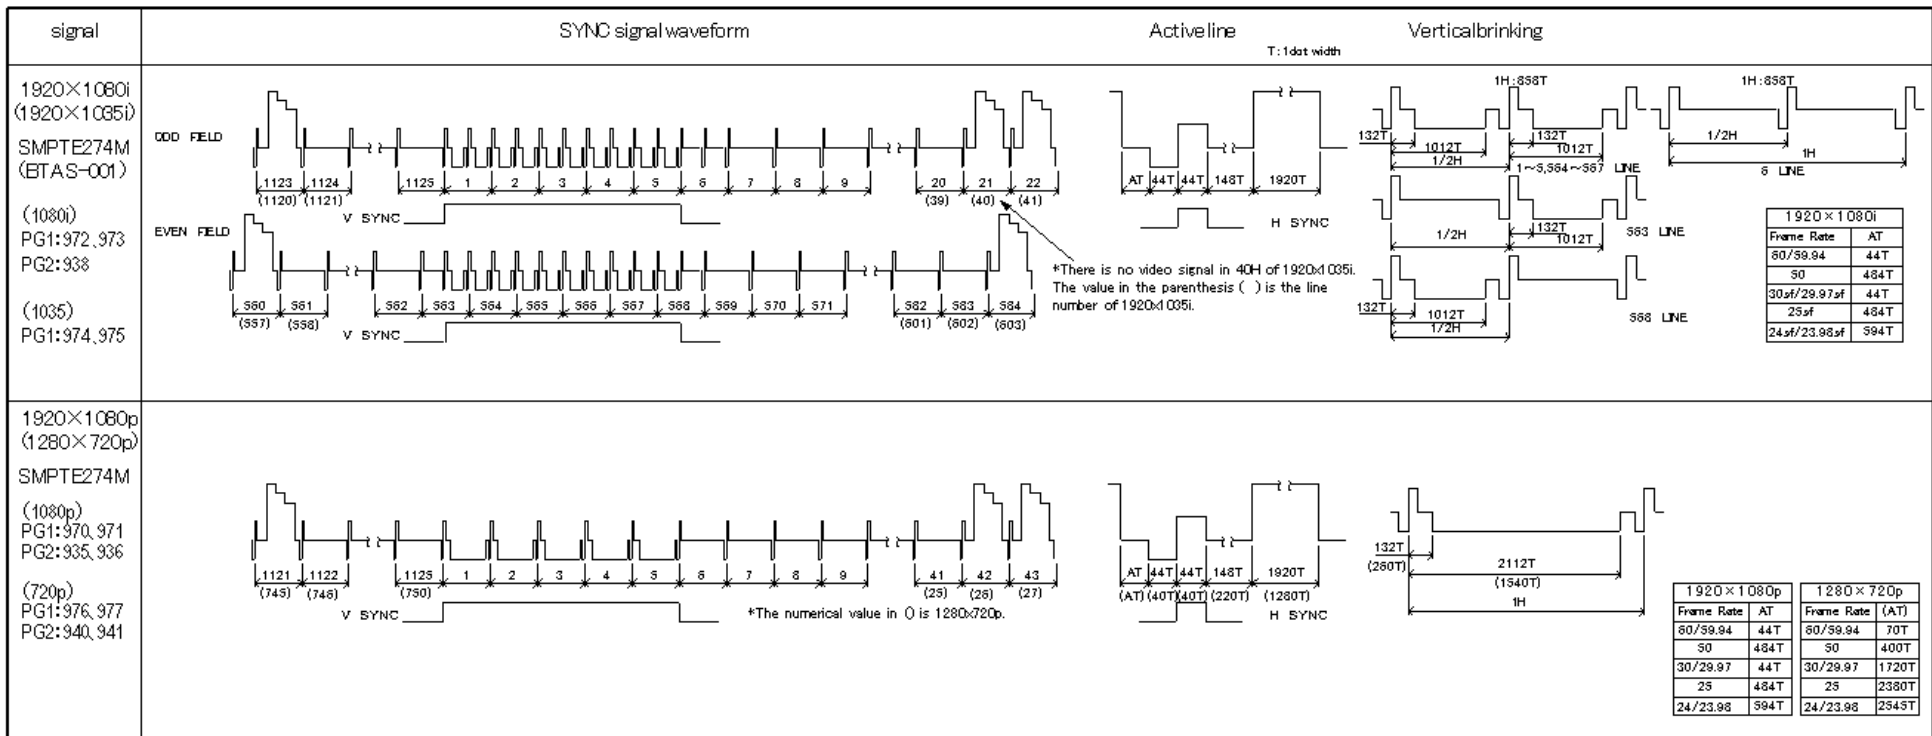 signal
SYNC signal waveform
Active line
Verticalbrinking
T:1dot width
1920×1080i
(1920×1035i)
SMPTE274M
(BTAS-001)
(1080i)
PG1:972、973
PG2:938
(1035)
PG1:974、975
ODD FIELD
1123 1124 1125 1 2 3 4 5 6 7 8 9 20 21 22
(1120) (1121) (39) (40) (41)
V SYNC
EVEN FIELD
560 561 562 563 564 565 566 567 568 569 570 571 582 583 584
(557) (558) (601) (602) (603)
V SYNC
AT 44T 44T 148T 1920T
H SYNC
*There is no video signal in 40H of 1920x1035i.
The value in the parenthesis ( ) is the line
number of 1920x1035i.
1H:858T
132T 132T
1012T 1012T
1/2H 1~5,564~567 LINE
1H:858T
1/2H
1H
6 LINE
132T
1/2H 1012T
563 LINE
132T
1012T
1/2H
568 LINE
1920×1080i
Frame Rate AT
60/59.94 44T
50 484T
30sf/29.97sf 44T
25sf 484T
24sf/23.98sf 594T
1920×1080p
(1280×720p)
SMPTE274M
(1080p)
PG1:970、971
PG2:935、936
(720p)
PG1:976、977
PG2:940、941
1121 1122 1125 1 2 3 4 5 6 7 8 9 41 42 43
(745) (746) (750) (25) (26) (27)
V SYNC
*The numerical value in () is 1280x720p.
AT 44T 44T 148T 1920T
(AT) (40T) (40T) (220T) (1280T)
H SYNC
132T
(260T)
2112T
(1540T)
1H
1920×1080p
Frame Rate AT
60/59.94 44T
50 484T
30/29.97 44T
25 484T
24/23.98 594T
1280×720p
Frame Rate (AT)
60/59.94 70T
50 400T
30/29.97 1720T
25 2380T
24/23.98 2545T